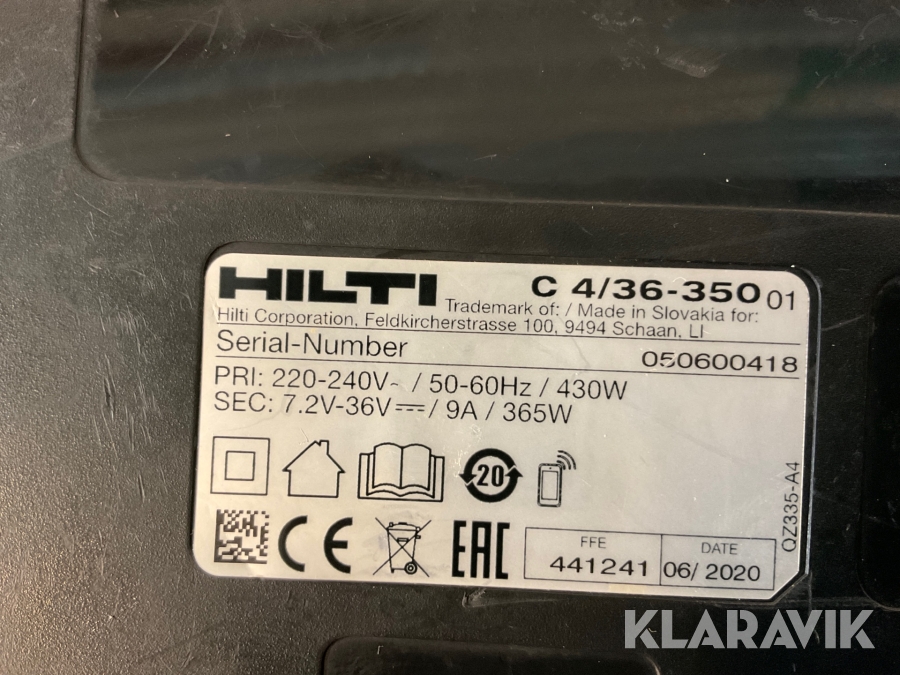 HILTI
C 4/36-350 01
Trademark of: / Made in Slovakia for:
Hilti Corporation, Feldkircherstrasse 100, 9494 Schaan, LI
Serial-Number 050600418
PRI: 220-240V~ / 50-60Hz / 430W
SEC: 7.2V-36V⎓ / 9A / 365W
20
CE
EAC
FFE
441241
DATE
06/ 2020
QZ335-A4
KLARAVIK